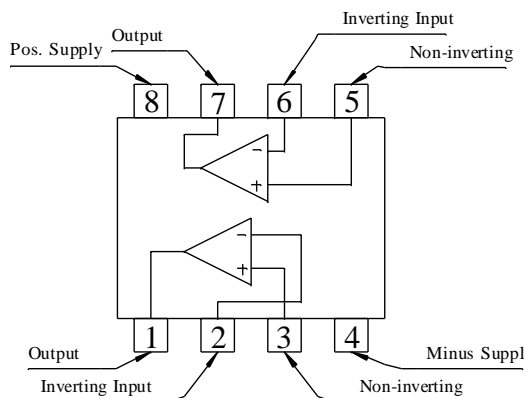 Inverting Input
Output
Pos. Supply
Non-inverting
8 7 6 5
-
+
-
+
1 2 3 4
Output
Minus Suppl
Inverting Input
Non-inverting